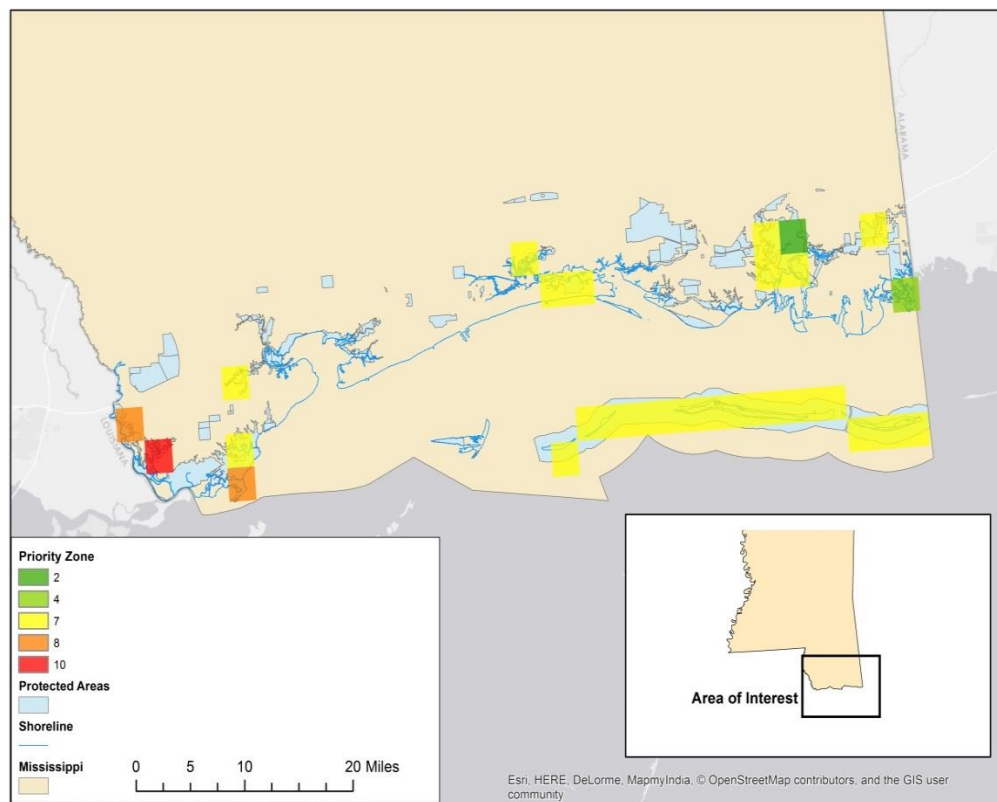 ALABAMA
LOUISIANA
Priority Zone
2
4
7
8
10
Protected Areas
Shoreline
Mississippi
0 5 10 20 Miles
Area of Interest
Esri, HERE, DeLorme, MapmyIndia, © OpenStreetMap contributors, and the GIS user
community